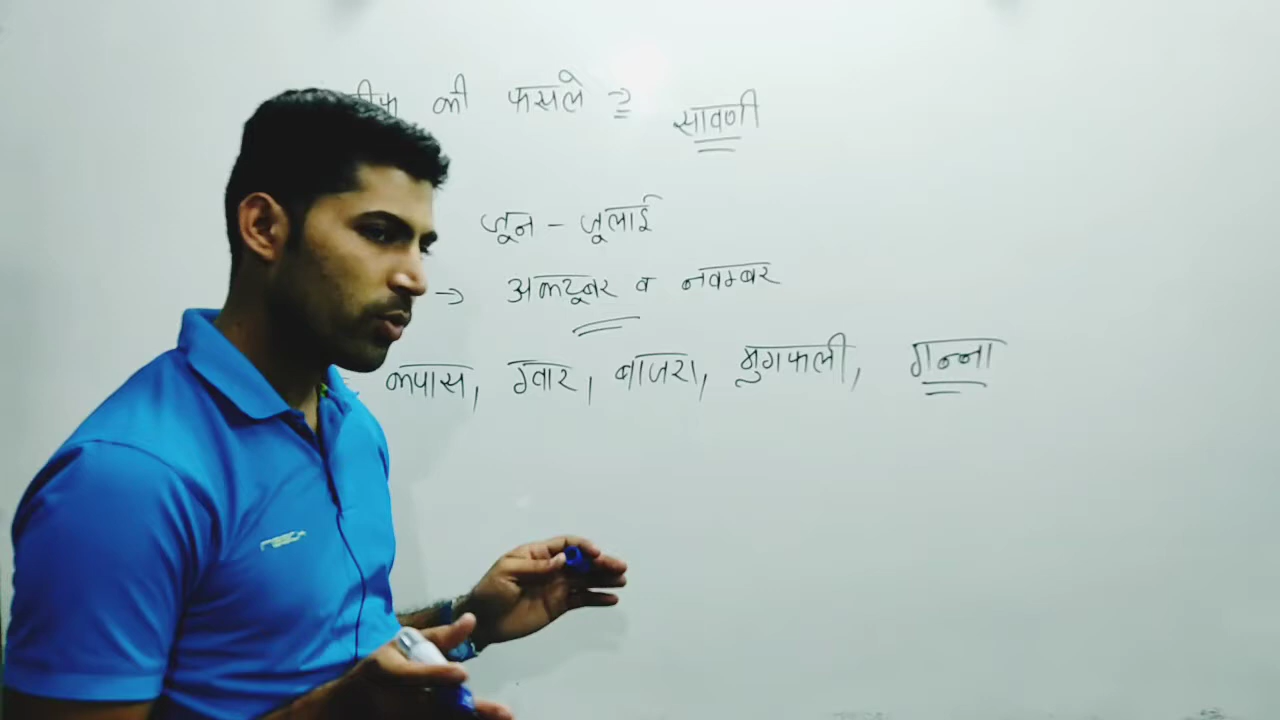 की फसले ? सावणी
जून - जूलाई
→ अक्टूबर व नवम्बर
कपास, ग्वार, बाजरा, मुगफली, गन्ना